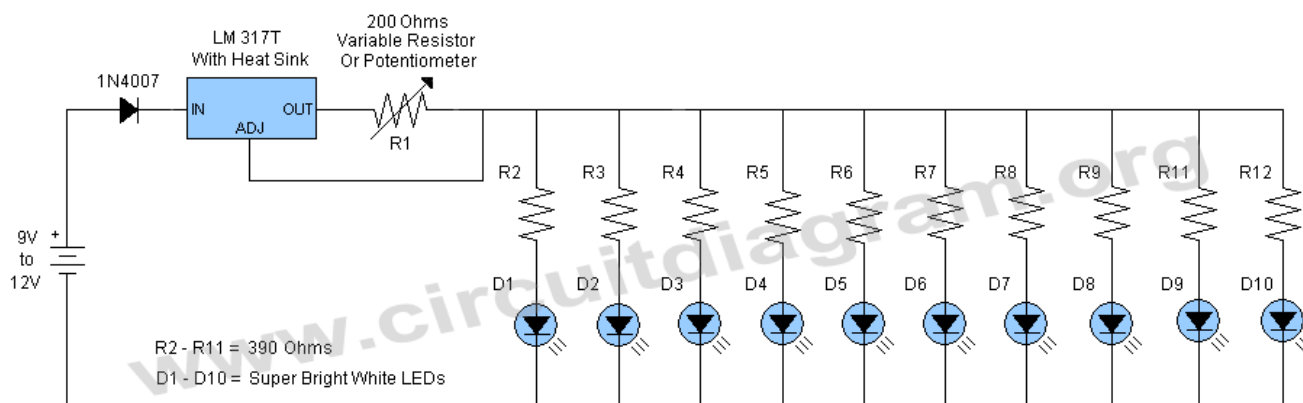 LM 317T
With Heat Sink
200 Ohms
Variable Resistor
Or Potentiometer
1N4007
IN
OUT
ADJ
R1
R2
R3
R4
R5
R6
R7
R8
R9
R11
R12
9V
to
12V
+
D1
D2
D3
D4
D5
D6
D7
D8
D9
D10
R2 - R11 = 390 Ohms
D1 - D10 = Super Bright White LEDs
www.circuitdiagram.org